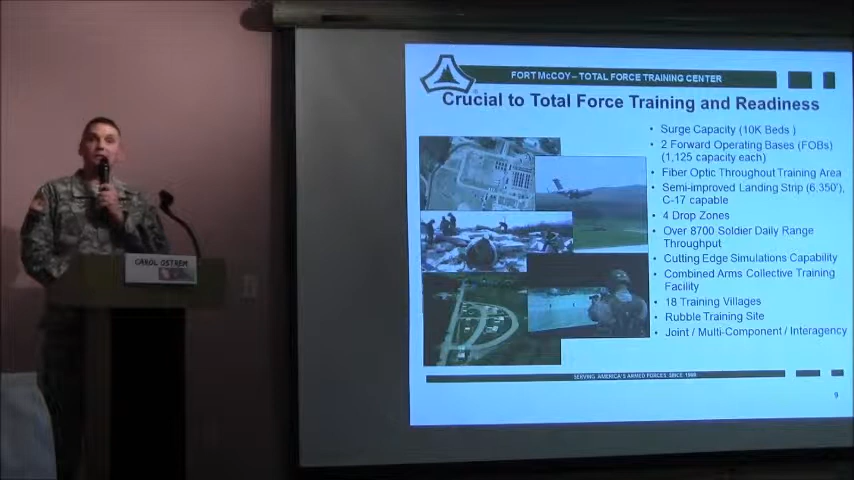 FORT McCOY – TOTAL FORCE TRAINING CENTER
Crucial to Total Force Training and Readiness
• Surge Capacity (10K Beds )
• 2 Forward Operating Bases (FOBs)
(1,125 capacity each)
• Fiber Optic Throughout Training Area
• Semi-improved Landing Strip (6,350'),
C-17 capable
• 4 Drop Zones
• Over 8700 Soldier Daily Range
Throughput
• Cutting Edge Simulations Capability
• Combined Arms Collective Training
Facility
• 18 Training Villages
• Rubble Training Site
• Joint / Multi-Component / Interagency
SERVING AMERICA'S ARMED FORCES SINCE 1909
9
CAROL OSTREM